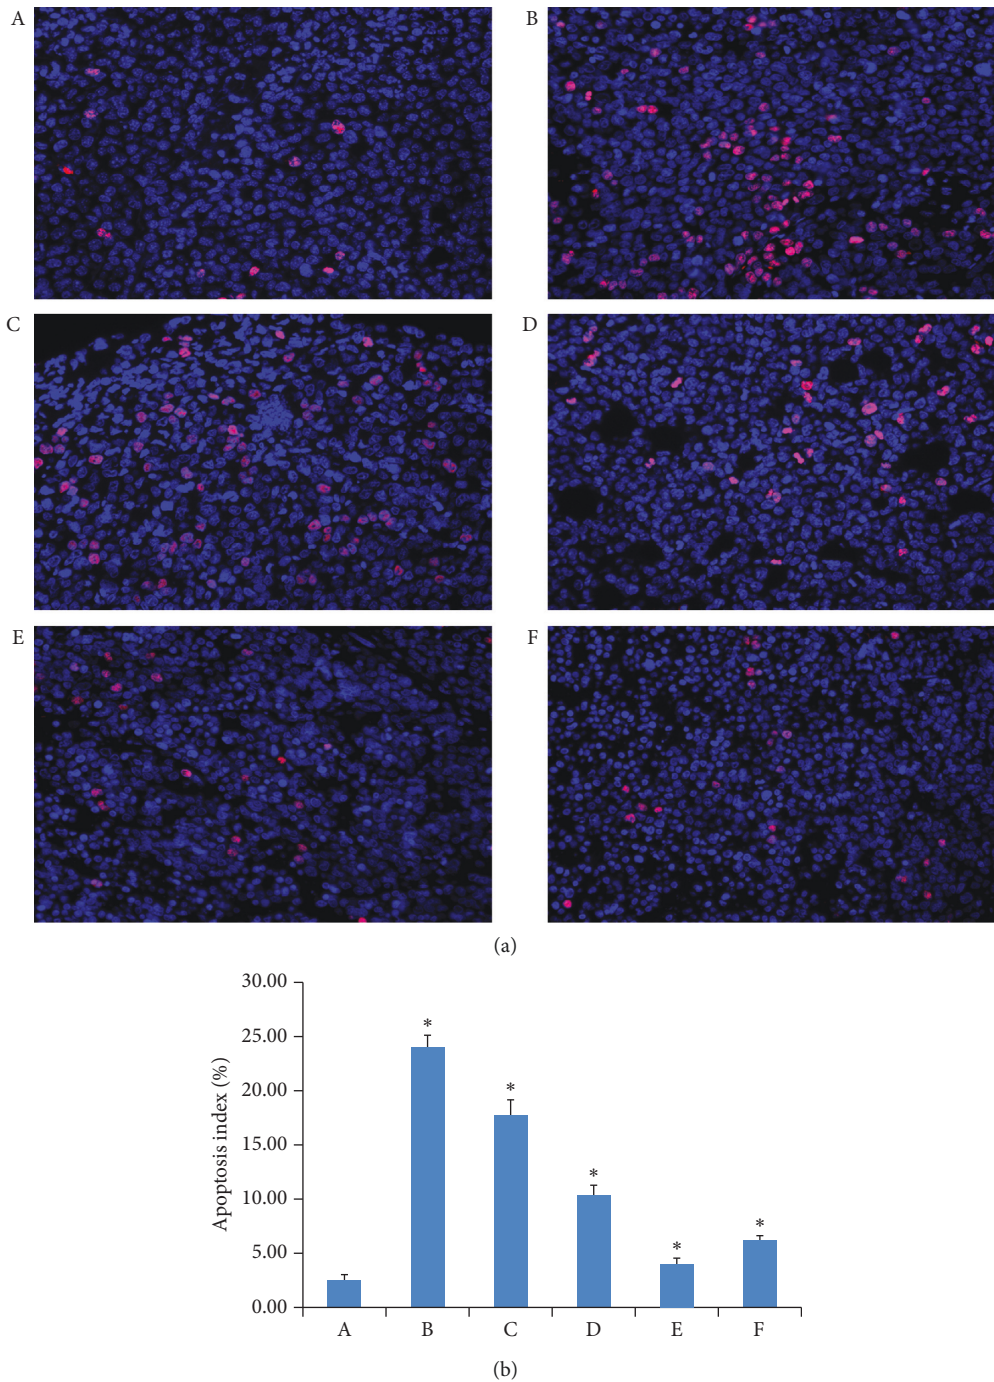 A
B
C
D
E
F
(a)
30.00
25.00
20.00
15.00
10.00
5.00
0.00
Apoptosis index (%)
*
*
*
*
*
A B C D E F
(b)